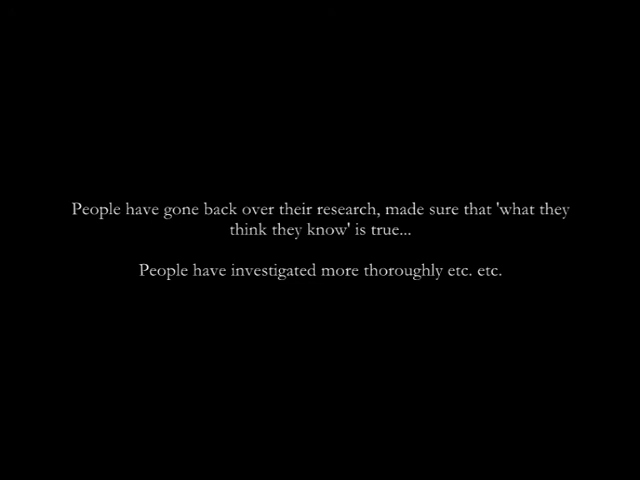 People have gone back over their research, made sure that 'what they
think they know' is true...
People have investigated more thoroughly etc. etc.